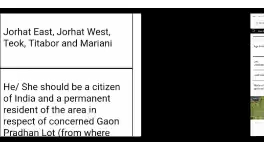 Jorhat East, Jorhat West,
Teok, Titabor and Mariani
He/ She should be a citizen
of India and a permanent
resident of the area in
respect of concerned Gaon
Pradhan Lot (from where